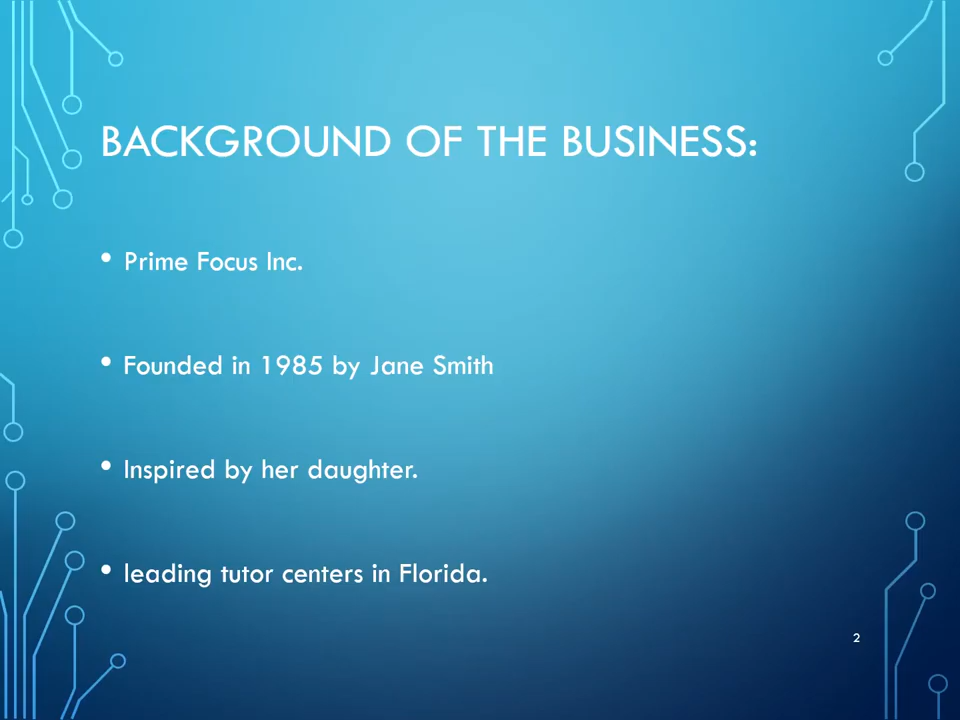 BACKGROUND OF THE BUSINESS:
• Prime Focus Inc.
• Founded in 1985 by Jane Smith
• Inspired by her daughter.
• leading tutor centers in Florida.
2